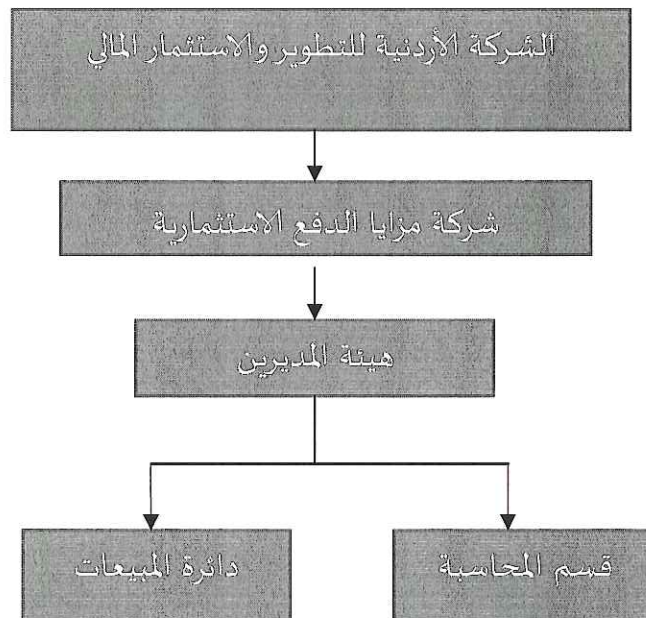 الشركة الأردنية للتطوير والاستثمار المالي
شركة مزايا الدفع الاستثمارية
هيئة المديرين
قسم المحاسبة
دائرة المبيعات